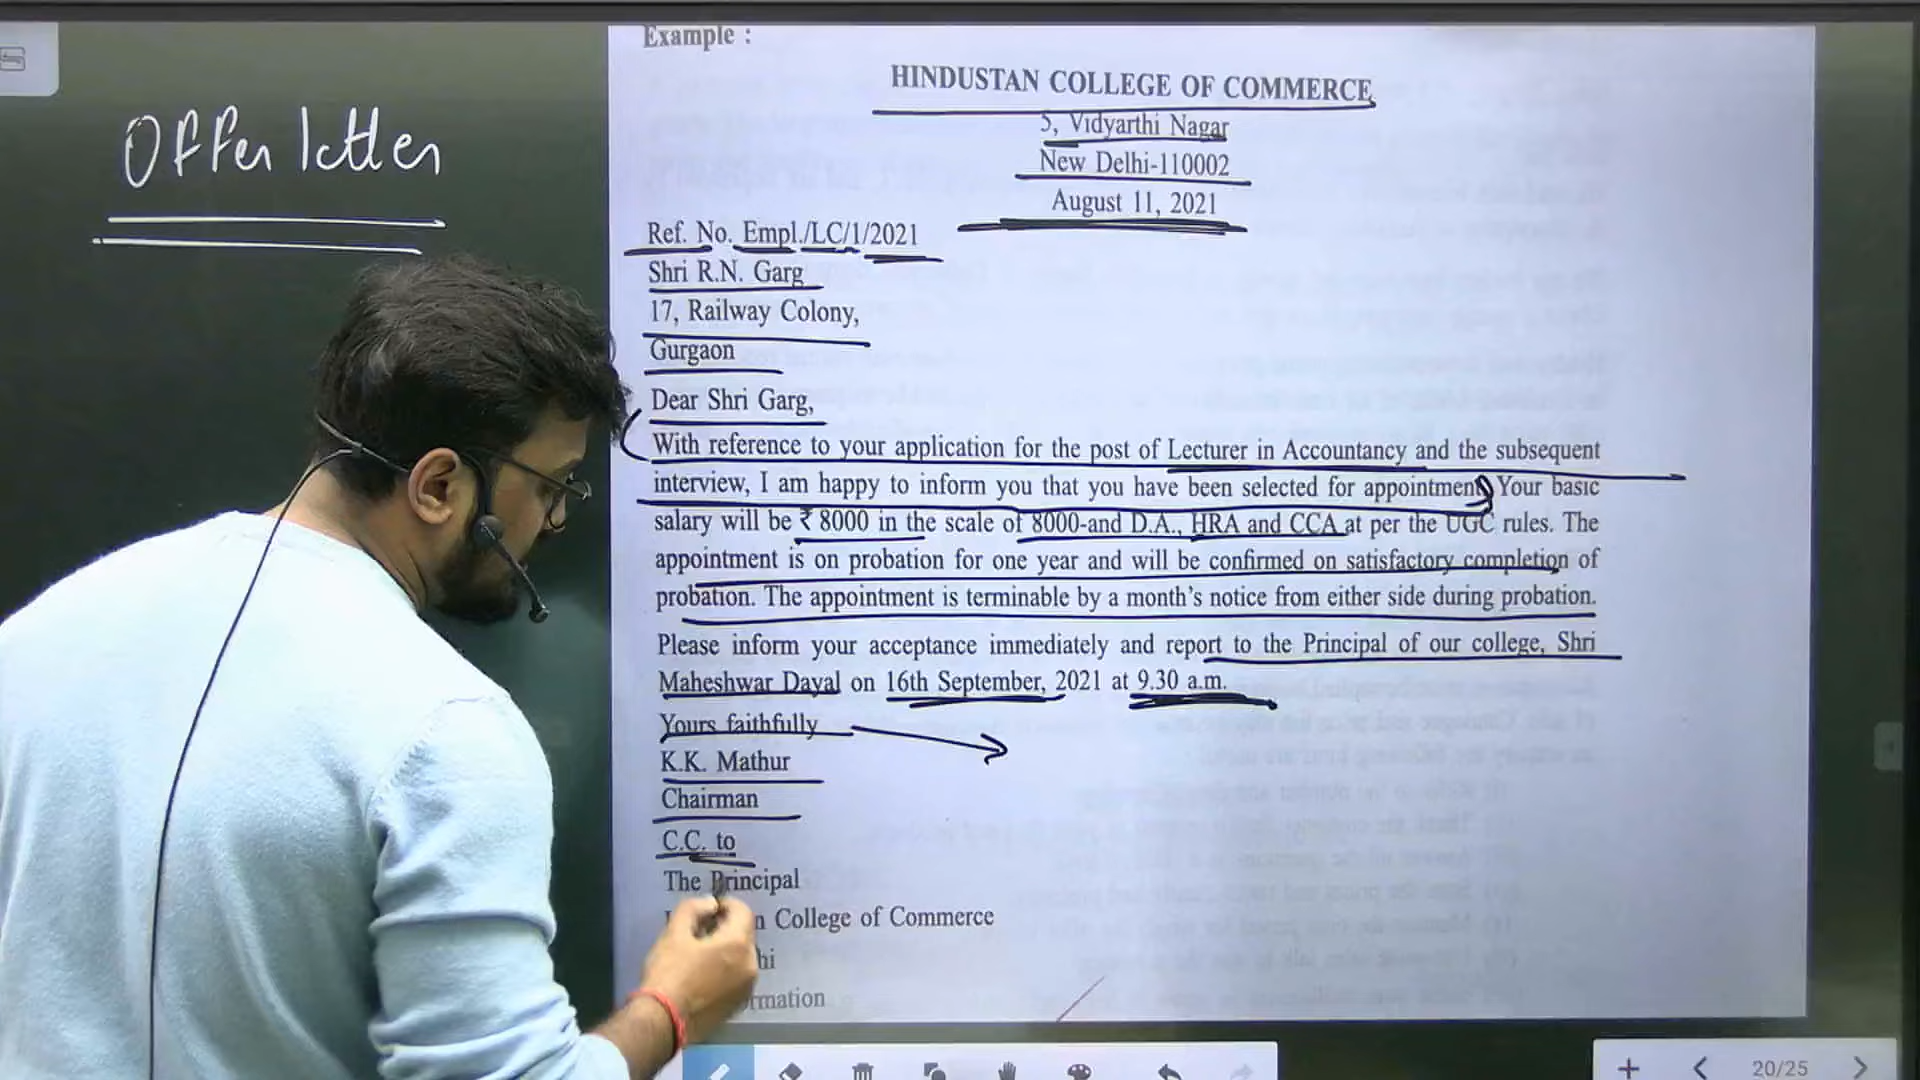 Example :
HINDUSTAN COLLEGE OF COMMERCE
5, Vidyarthi Nagar
New Delhi-110002
August 11, 2021
Offer letter
Ref. No. Empl./LC/1/2021
Shri R.N. Garg
17, Railway Colony,
Gurgaon
Dear Shri Garg,
With reference to your application for the post of Lecturer in Accountancy and the subsequent
interview, I am happy to inform you that you have been selected for appointment. Your basic
salary will be ₹ 8000 in the scale of 8000-and D.A., HRA and CCA at per the UGC rules. The
appointment is on probation for one year and will be confirmed on satisfactory completion of
probation. The appointment is terminable by a month's notice from either side during probation.
Please inform your acceptance immediately and report to the Principal of our college, Shri
Maheshwar Dayal on 16th September, 2021 at 9.30 a.m.
Yours faithfully
K.K. Mathur
Chairman
C.C. to
The Principal
College of Commerce
20/25